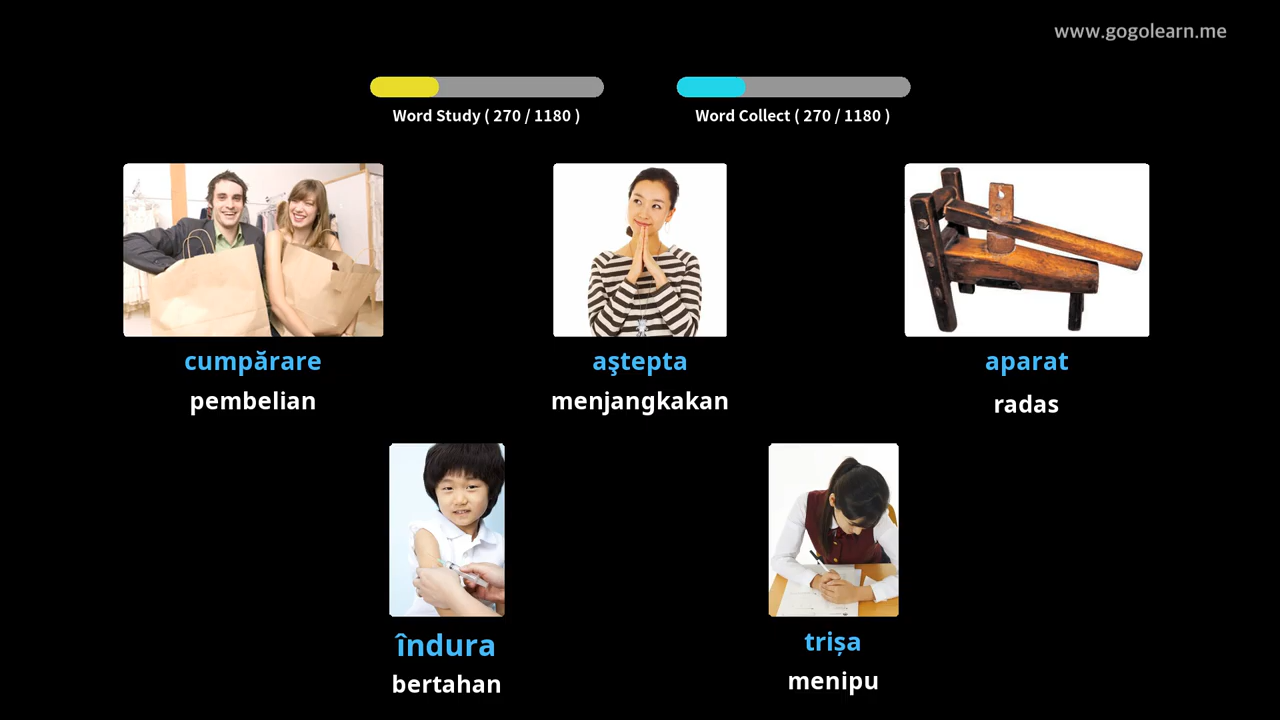 www.gogolearn.me
Word Study ( 270 / 1180 )
Word Collect ( 270 / 1180 )
cumpărare
pembelian
aştepta
menjangkakan
aparat
radas
îndura
bertahan
trișa
menipu